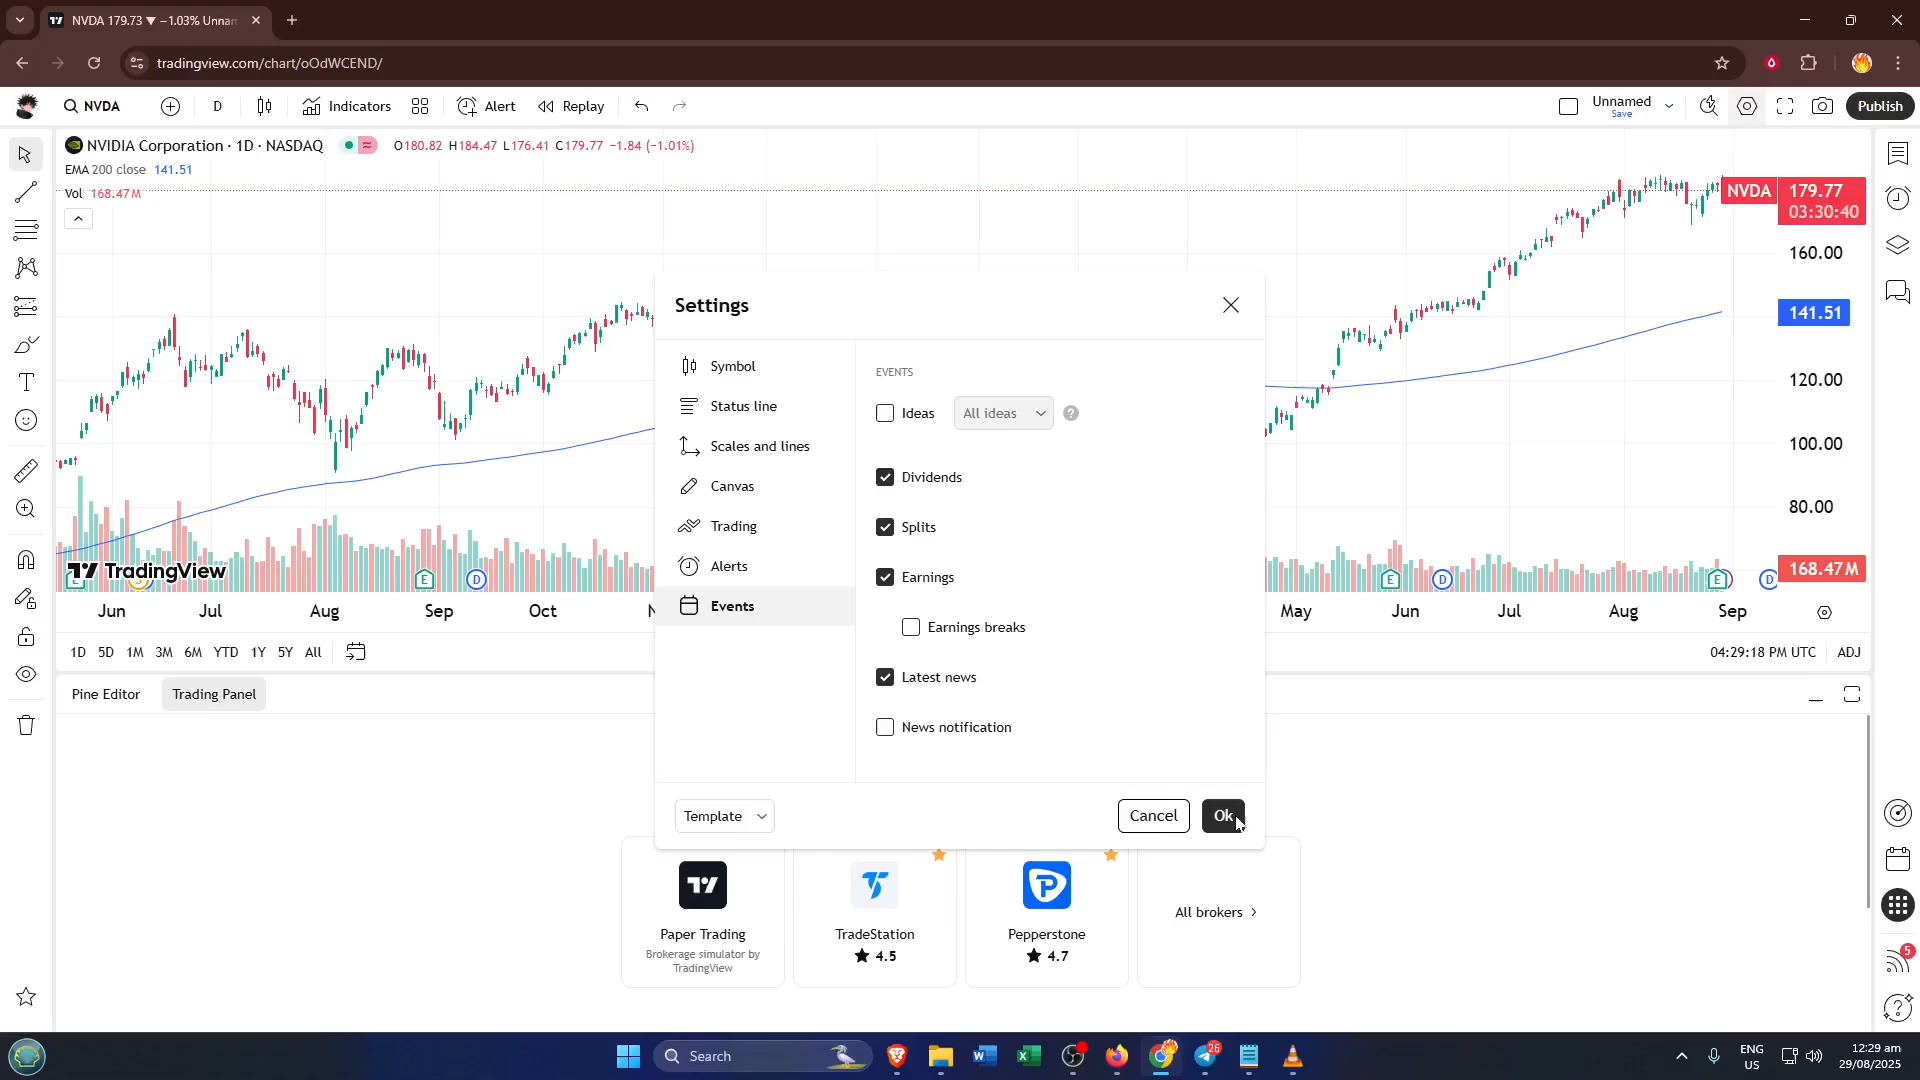 NVDA 179.73 ▼ −1.03% Unnam
tradingview.com/chart/oOdWCEND/
NVDA
D
Indicators
Alert
Replay
Unnamed
Save
Publish
NVIDIA Corporation · 1D · NASDAQ
O180.82 H184.47 L176.41 C179.77 −1.84 (−1.01%)
EMA 200 close 141.51
Vol 168.47M
NVDA 179.77
03:30:40
160.00
141.51
120.00
100.00
80.00
168.47M
TradingView
E
E
D
E
D
E
D
Jun Jul Aug Sep Oct N May Jun Jul Aug Sep
1D 5D 1M 3M 6M YTD 1Y 5Y All
04:29:18 PM UTC ADJ
Pine Editor
Trading Panel
Settings
Symbol
Status line
Scales and lines
Canvas
Trading
Alerts
Events
EVENTS
Ideas
All ideas
?
Dividends
Splits
Earnings
Earnings breaks
Latest news
News notification
Template
Cancel
Ok
Paper Trading
Brokerage simulator by
TradingView
TradeStation
4.5
Pepperstone
4.7
All brokers
5
Search
26
ENG
US
12:29 am
29/08/2025